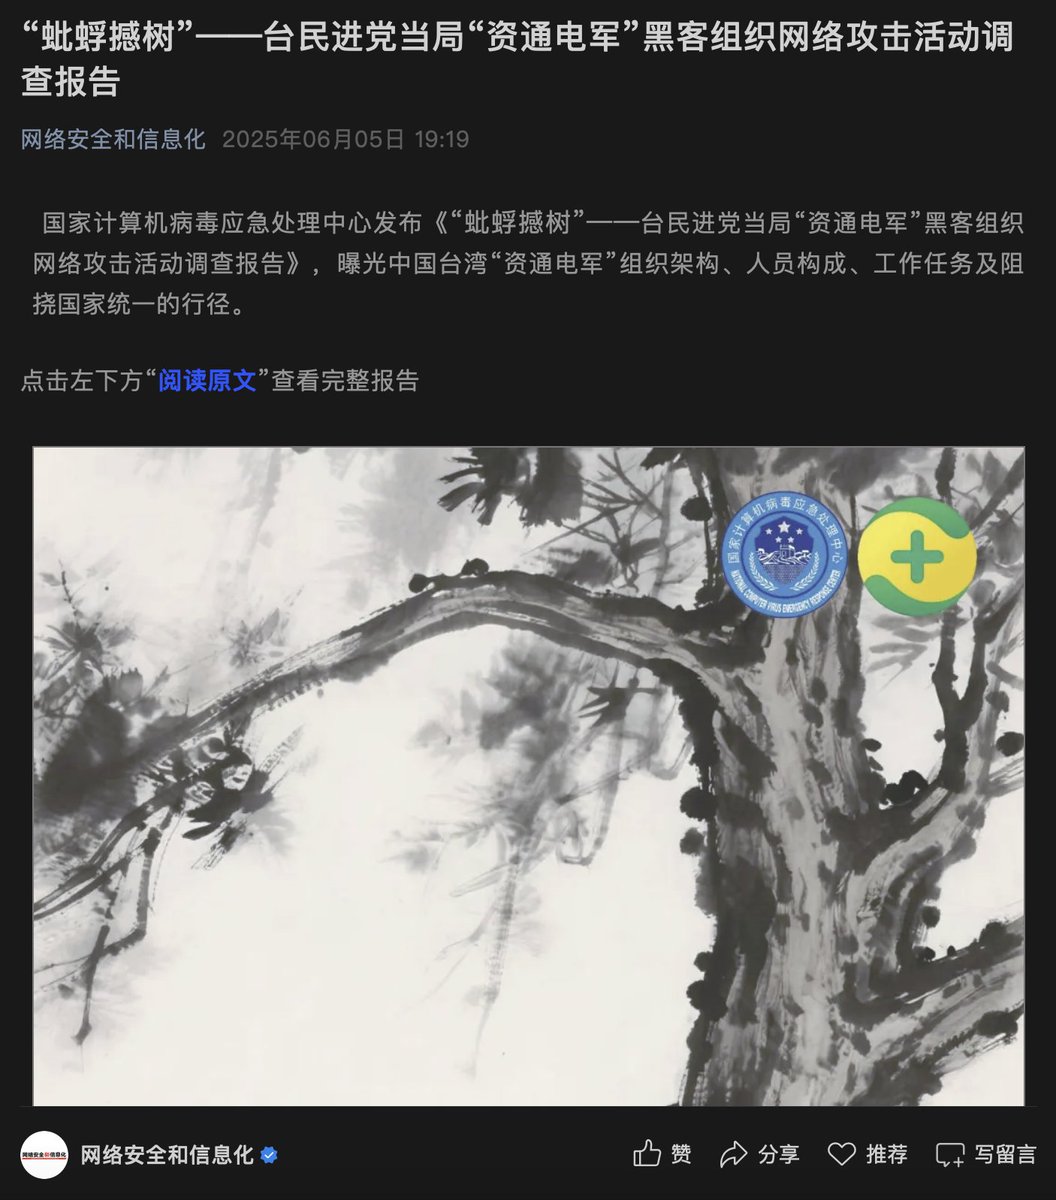 “蚍蜉撼树”——台民进党当局“资通电军”黑客组织网络攻击活动调
查报告
网络安全和信息化 2025年06月05日 19:19
国家计算机病毒应急处理中心发布《“蚍蜉撼树”——台民进党当局“资通电军”黑客组织
网络攻击活动调查报告》，曝光中国台湾“资通电军”组织架构、人员构成、工作任务及阻
挠国家统一的行径。
点击左下方“阅读原文”查看完整报告
国家计算机病毒应急处理中心
NATIONAL COMPUTER VIRUS EMERGENCY RESPONSE CENTER
网络安全和信息化
网络安全和信息化 赞 分享 推荐 写留言